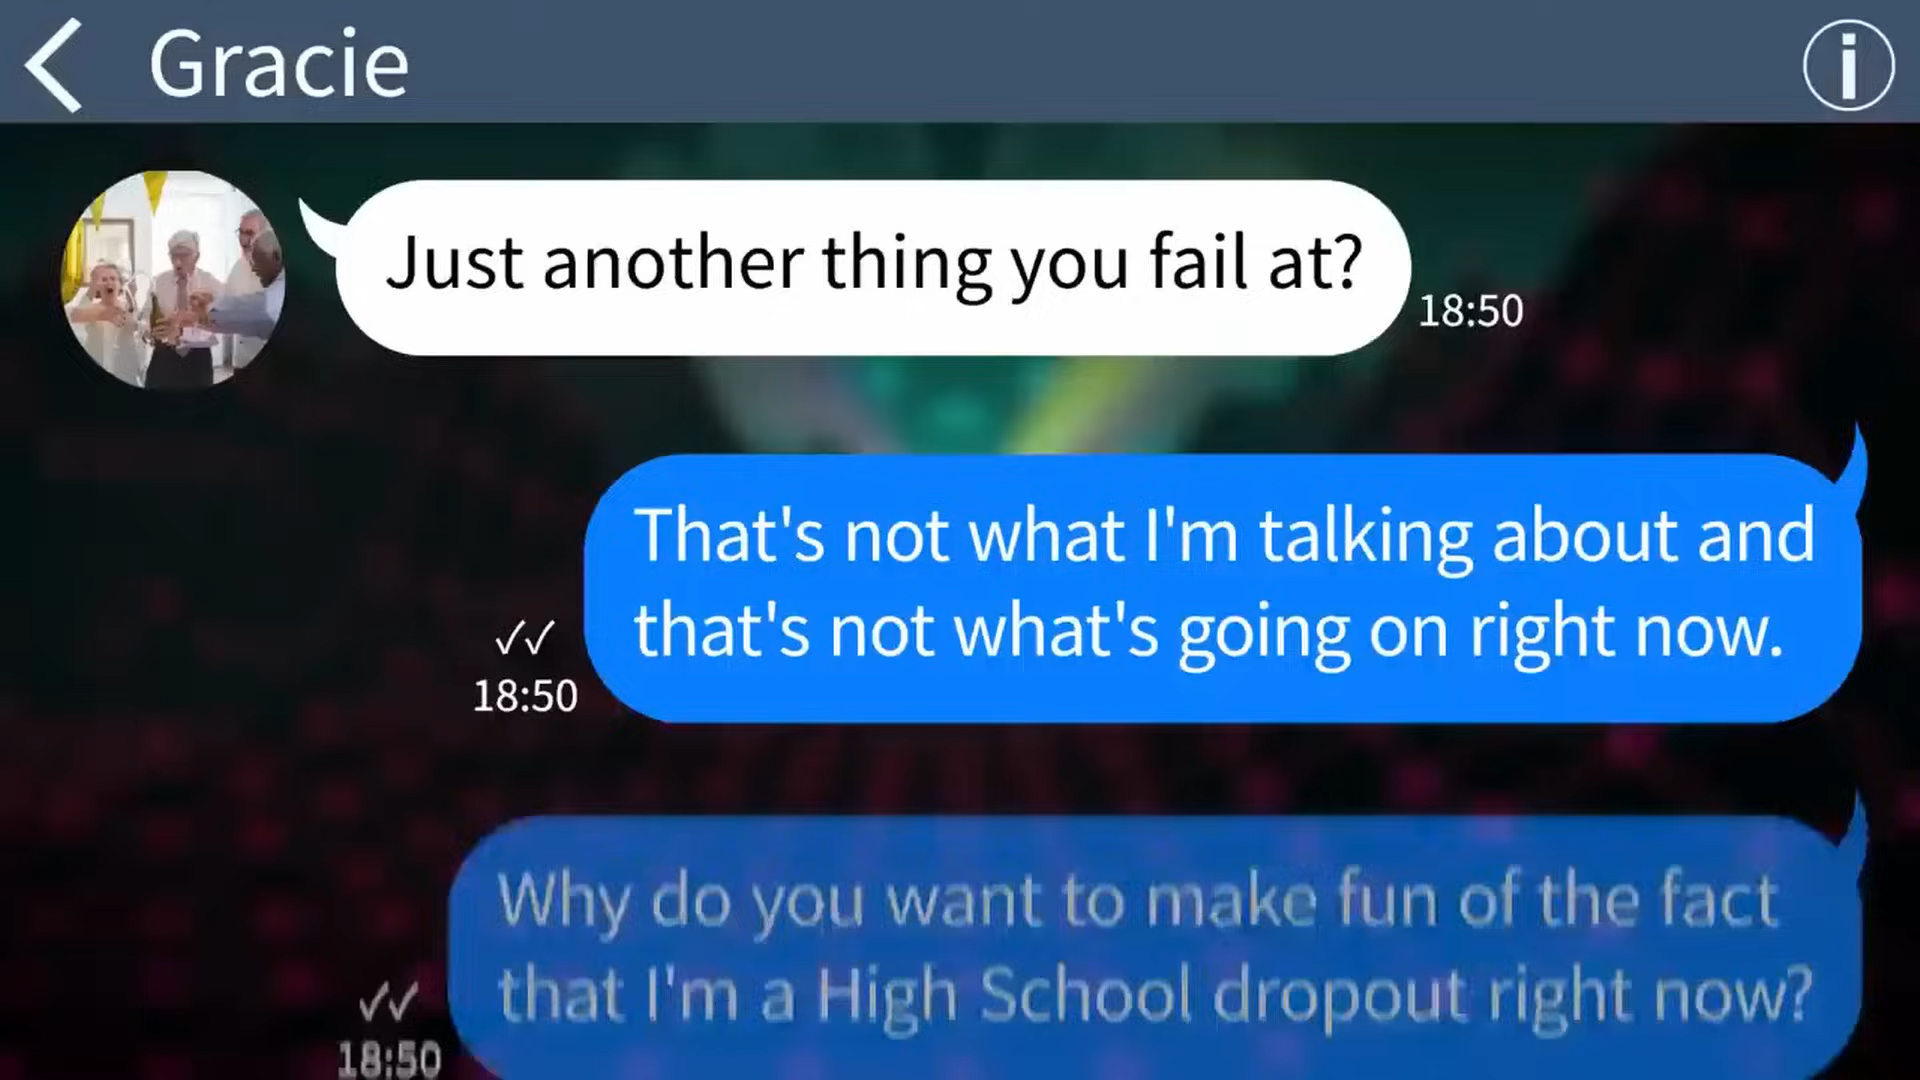 Gracie
Just another thing you fail at?
18:50
That's not what I'm talking about and
that's not what's going on right now.
18:50
Why do you want to make fun of the fact
that I'm a High School dropout right now?
18:50